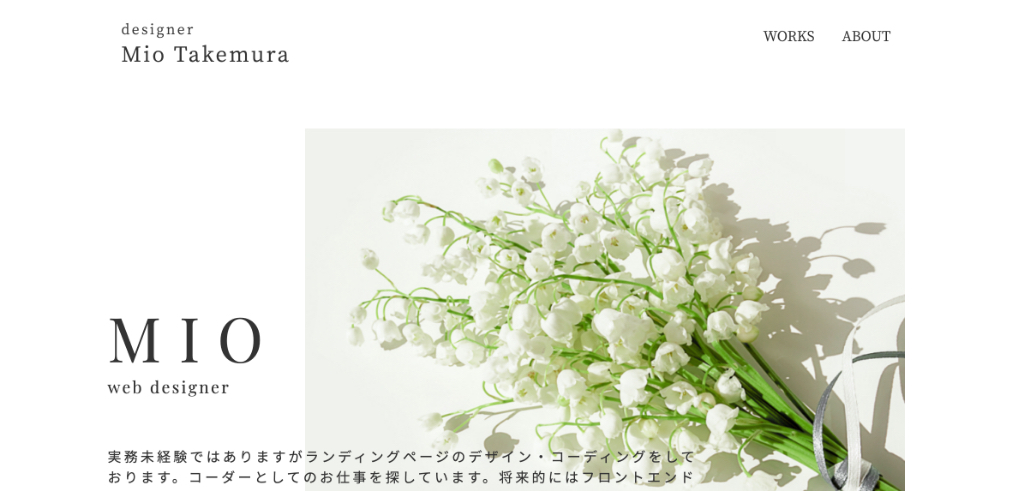 designer
Mio Takemura
WORKS ABOUT
MIO
web designer
実務未経験ではありますがランディングページのデザイン・コーディングをして
おります。コーダーとしてのお仕事を探しています。将来的にはフロントエンド